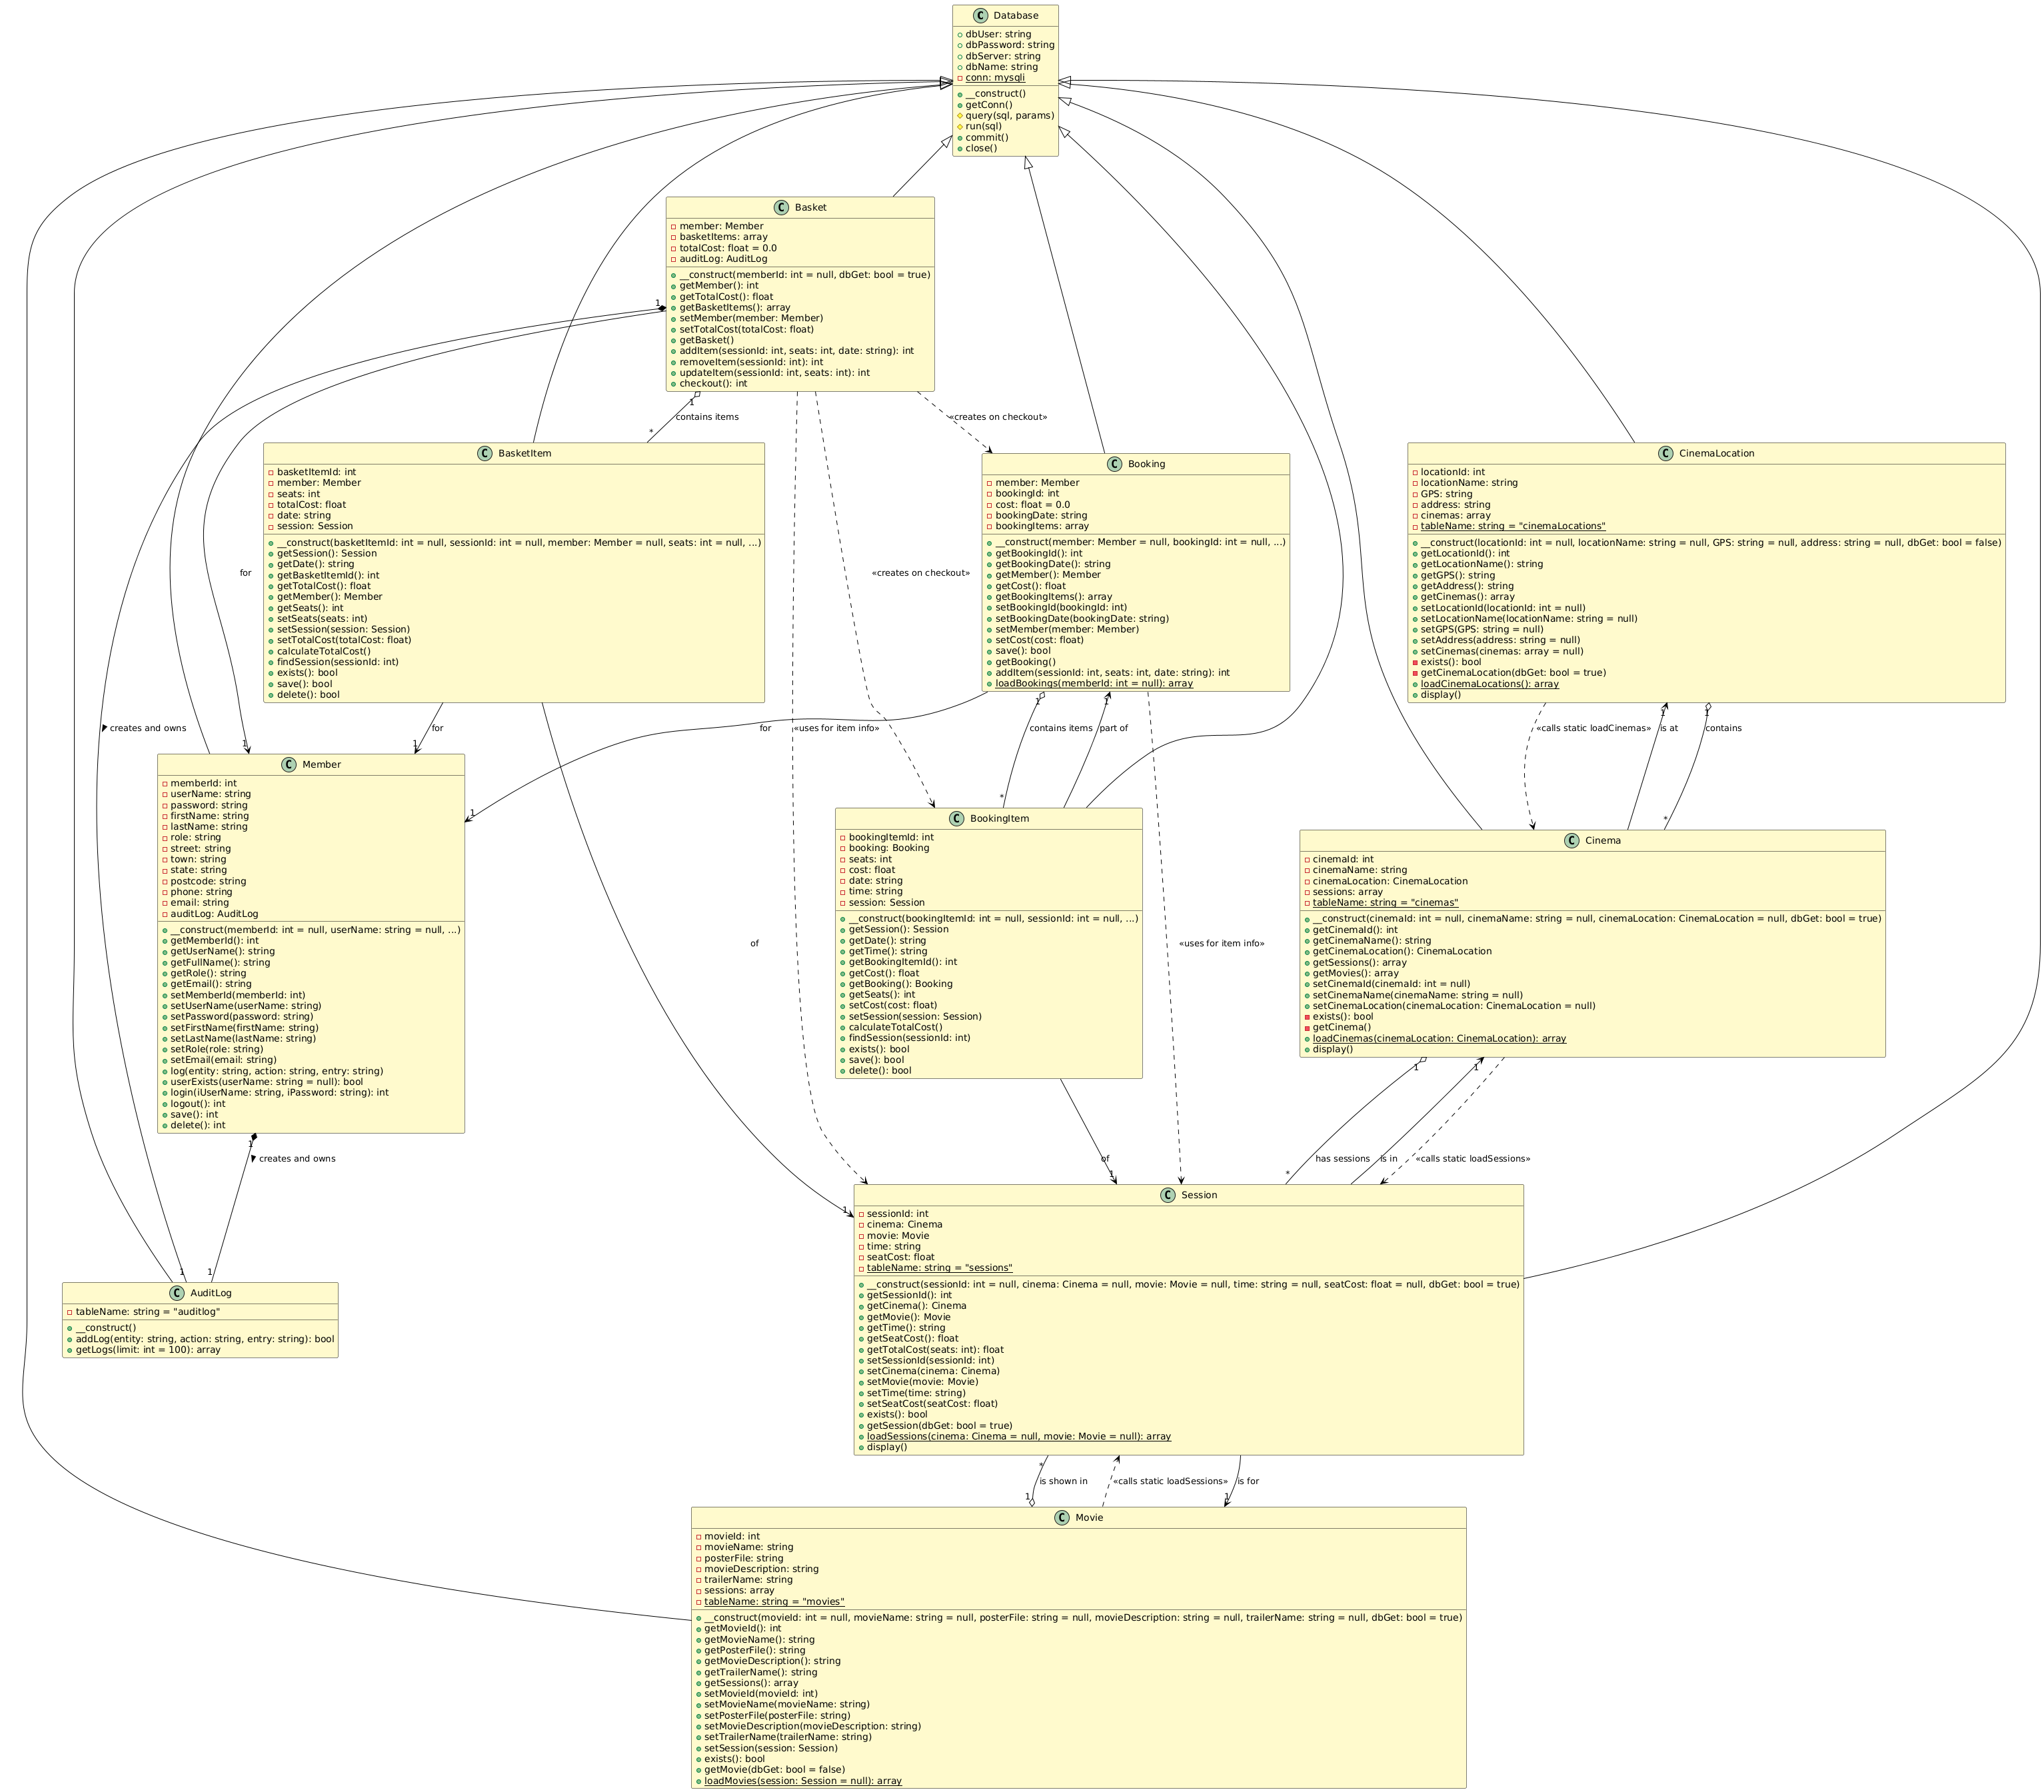 C Database
dbUser: string
dbPassword: string
dbServer: string
dbName: string
conn: mysqli
__construct()
getConn()
query(sql, params)
run(sql)
commit()
close()
C Basket
member: Member
basketItems: array
totalCost: float = 0.0
auditLog: AuditLog
__construct(memberId: int = null, dbGet: bool = true)
getMember(): int
getTotalCost(): float
getBasketItems(): array
setMember(member: Member)
setTotalCost(totalCost: float)
getBasket()
addItem(sessionId: int, seats: int, date: string): int
removeItem(sessionId: int): int
updateItem(sessionId: int, seats: int): int
checkout(): int
1
1
contains items
*
«creates on checkout»
C BasketItem
basketItemId: int
member: Member
seats: int
totalCost: float
date: string
session: Session
__construct(basketItemId: int = null, sessionId: int = null, member: Member = null, seats: int = null, ...)
getSession(): Session
getDate(): string
getBasketItemId(): int
getTotalCost(): float
getMember(): Member
getSeats(): int
setSeats(seats: int)
setSession(session: Session)
setTotalCost(totalCost: float)
calculateTotalCost()
findSession(sessionId: int)
exists(): bool
save(): bool
delete(): bool
C Booking
member: Member
bookingId: int
cost: float = 0.0
bookingDate: string
bookingItems: array
__construct(member: Member = null, bookingId: int = null, ...)
getBookingId(): int
getBookingDate(): string
getMember(): Member
getCost(): float
getBookingItems(): array
setBookingId(bookingId: int)
setBookingDate(bookingDate: string)
setMember(member: Member)
setCost(cost: float)
save(): bool
getBooking()
addItem(sessionId: int, seats: int, date: string): int
loadBookings(memberId: int = null): array
C CinemaLocation
locationId: int
locationName: string
GPS: string
address: string
cinemas: array
tableName: string = "cinemaLocations"
__construct(locationId: int = null, locationName: string = null, GPS: string = null, address: string = null, dbGet: bool = false)
getLocationId(): int
getLocationName(): string
getGPS(): string
getAddress(): string
getCinemas(): array
setLocationId(locationId: int = null)
setLocationName(locationName: string = null)
setGPS(GPS: string = null)
setAddress(address: string = null)
setCinemas(cinemas: array = null)
exists(): bool
getCinemaLocation(dbGet: bool = true)
loadCinemaLocations(): array
display()
for
«creates on checkout»
creates and owns
for
1
1
for
1
«uses for item info»
1
contains items
*
1
part of
«calls static loadCinemas»
1
is at
1
contains
*
C Member
memberId: int
userName: string
password: string
firstName: string
lastName: string
role: string
street: string
town: string
state: string
postcode: string
phone: string
email: string
auditLog: AuditLog
__construct(memberId: int = null, userName: string = null, ...)
getMemberId(): int
getUserName(): string
getFullName(): string
getRole(): string
getEmail(): string
setMemberId(memberId: int)
setUserName(userName: string)
setPassword(password: string)
setFirstName(firstName: string)
setLastName(lastName: string)
setRole(role: string)
setEmail(email: string)
log(entity: string, action: string, entry: string)
userExists(userName: string = null): bool
login(iUserName: string, iPassword: string): int
logout(): int
save(): int
delete(): int
C BookingItem
bookingItemId: int
booking: Booking
seats: int
cost: float
date: string
time: string
session: Session
__construct(bookingItemId: int = null, sessionId: int = null, ...)
getSession(): Session
getDate(): string
getTime(): string
getBookingItemId(): int
getCost(): float
getBooking(): Booking
getSeats(): int
setCost(cost: float)
setSession(session: Session)
calculateTotalCost()
findSession(sessionId: int)
exists(): bool
save(): bool
delete(): bool
C Cinema
cinemaId: int
cinemaName: string
cinemaLocation: CinemaLocation
sessions: array
tableName: string = "cinemas"
__construct(cinemaId: int = null, cinemaName: string = null, cinemaLocation: CinemaLocation = null, dbGet: bool = true)
getCinemaId(): int
getCinemaName(): string
getCinemaLocation(): CinemaLocation
getSessions(): array
getMovies(): array
setCinemaId(cinemaId: int = null)
setCinemaName(cinemaName: string = null)
setCinemaLocation(cinemaLocation: CinemaLocation = null)
exists(): bool
getCinema()
loadCinemas(cinemaLocation: CinemaLocation): array
display()
of
«uses for item info»
1
creates and owns
1
1
of
1
1
1
has sessions
*
1
is in
«calls static loadSessions»
C AuditLog
tableName: string = "auditlog"
__construct()
addLog(entity: string, action: string, entry: string): bool
getLogs(limit: int = 100): array
C Session
sessionId: int
cinema: Cinema
movie: Movie
time: string
seatCost: float
tableName: string = "sessions"
__construct(sessionId: int = null, cinema: Cinema = null, movie: Movie = null, time: string = null, seatCost: float = null, dbGet: bool = true)
getSessionId(): int
getCinema(): Cinema
getMovie(): Movie
getTime(): string
getSeatCost(): float
getTotalCost(seats: int): float
setSessionId(sessionId: int)
setCinema(cinema: Cinema)
setMovie(movie: Movie)
setTime(time: string)
setSeatCost(seatCost: float)
exists(): bool
getSession(dbGet: bool = true)
loadSessions(cinema: Cinema = null, movie: Movie = null): array
display()
*
is shown in
1
«calls static loadSessions»
is for
1
C Movie
movieId: int
movieName: string
posterFile: string
movieDescription: string
trailerName: string
sessions: array
tableName: string = "movies"
__construct(movieId: int = null, movieName: string = null, posterFile: string = null, movieDescription: string = null, trailerName: string = null, dbGet: bool = true)
getMovieId(): int
getMovieName(): string
getPosterFile(): string
getMovieDescription(): string
getTrailerName(): string
getSessions(): array
setMovieId(movieId: int)
setMovieName(movieName: string)
setPosterFile(posterFile: string)
setMovieDescription(movieDescription: string)
setTrailerName(trailerName: string)
setSession(session: Session)
exists(): bool
getMovie(dbGet: bool = false)
loadMovies(session: Session = null): array